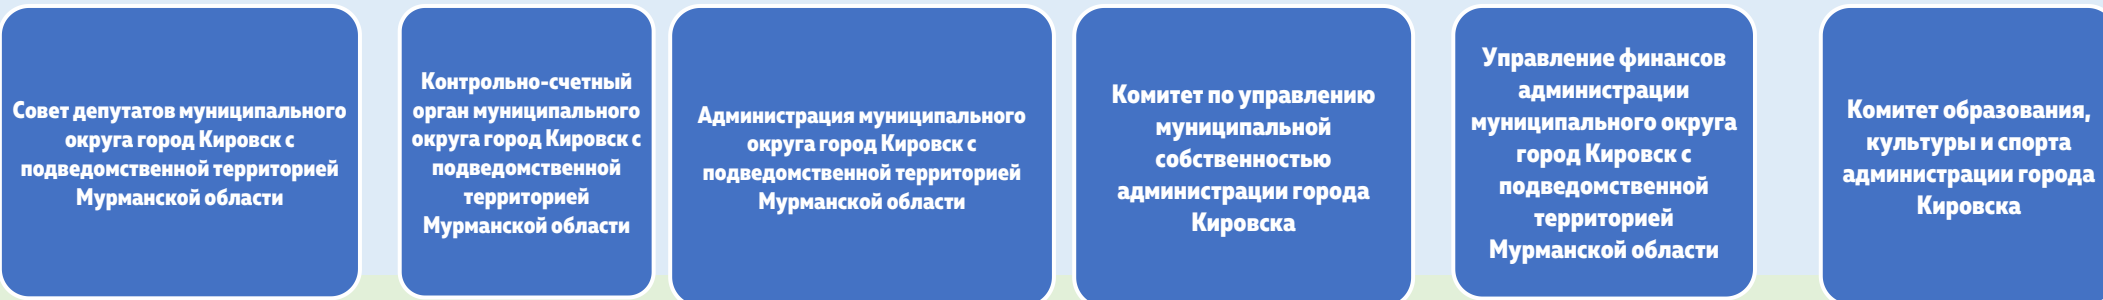 Совет депутатов муниципального
округа город Кировск с
подведомственной территорией
Мурманской области
Контрольно-счетный
орган муниципального
округа город Кировск с
подведомственной
территорией
Мурманской области
Администрация муниципального
округа город Кировск с
подведомственной территорией
Мурманской области
Комитет по управлению
муниципальной
собственностью
администрации города
Кировска
Управление финансов
администрации
муниципального округа
город Кировск с
подведомственной
территорией
Мурманской области
Комитет образования,
культуры и спорта
администрации города
Кировска